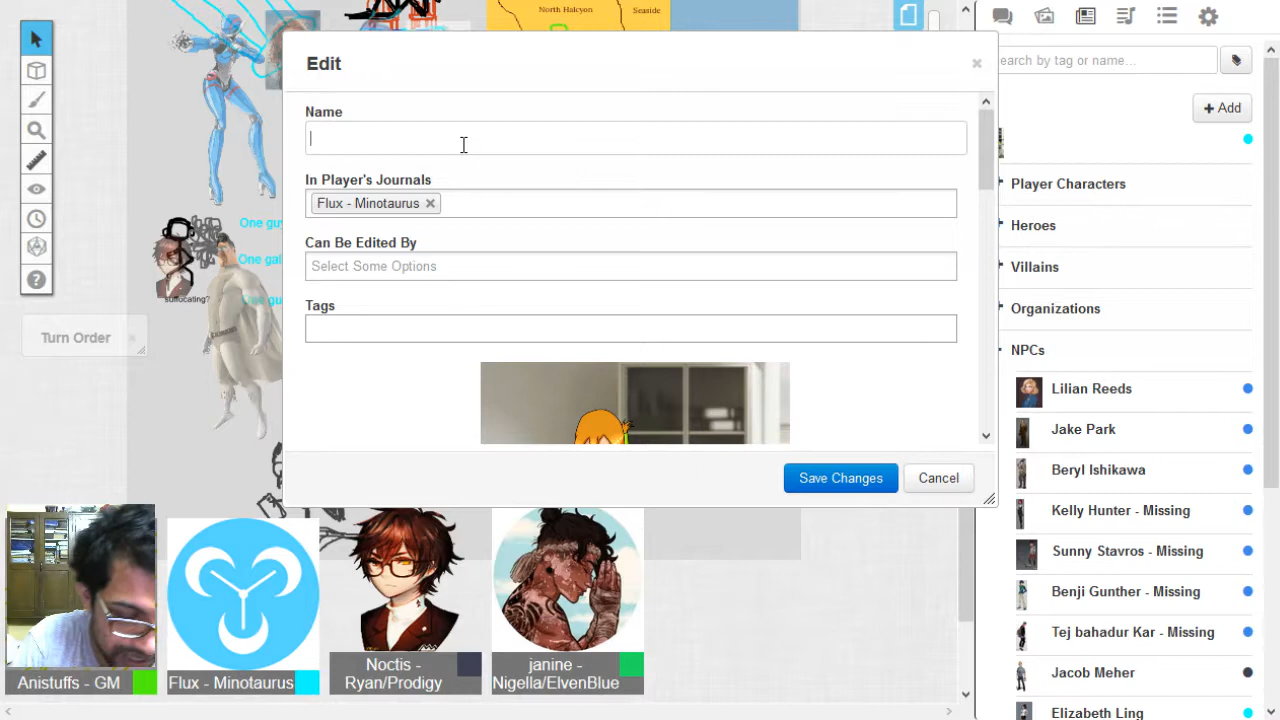 North Halcyon
Seaside
Edit
×
Name
In Player's Journals
Flux - Minotaurus ×
Can Be Edited By
Select Some Options
Tags
Save Changes
Cancel
One guy
One gal
suffocating?
Turn Order
earch by tag or name...
+ Add
Player Characters
Heroes
Villains
Organizations
NPCs
Lilian Reeds
Jake Park
Beryl Ishikawa
Kelly Hunter - Missing
Sunny Stavros - Missing
Benji Gunther - Missing
Tej bahadur Kar - Missing
Jacob Meher
Elizabeth Ling
Anistuffs - GM
Flux - Minotaurus
Noctis -
Ryan/Prodigy
janine -
Nigella/ElvenBlue